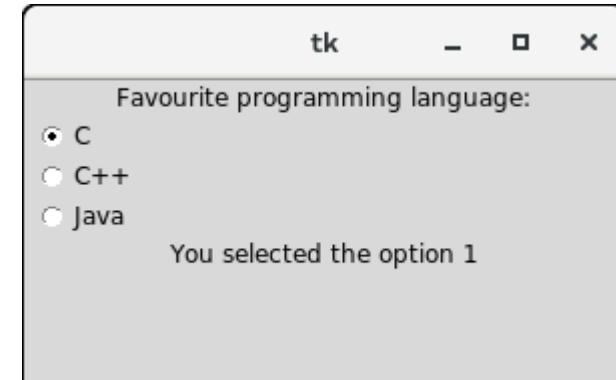 tk
Favourite programming language:
C
C++
Java
You selected the option 1